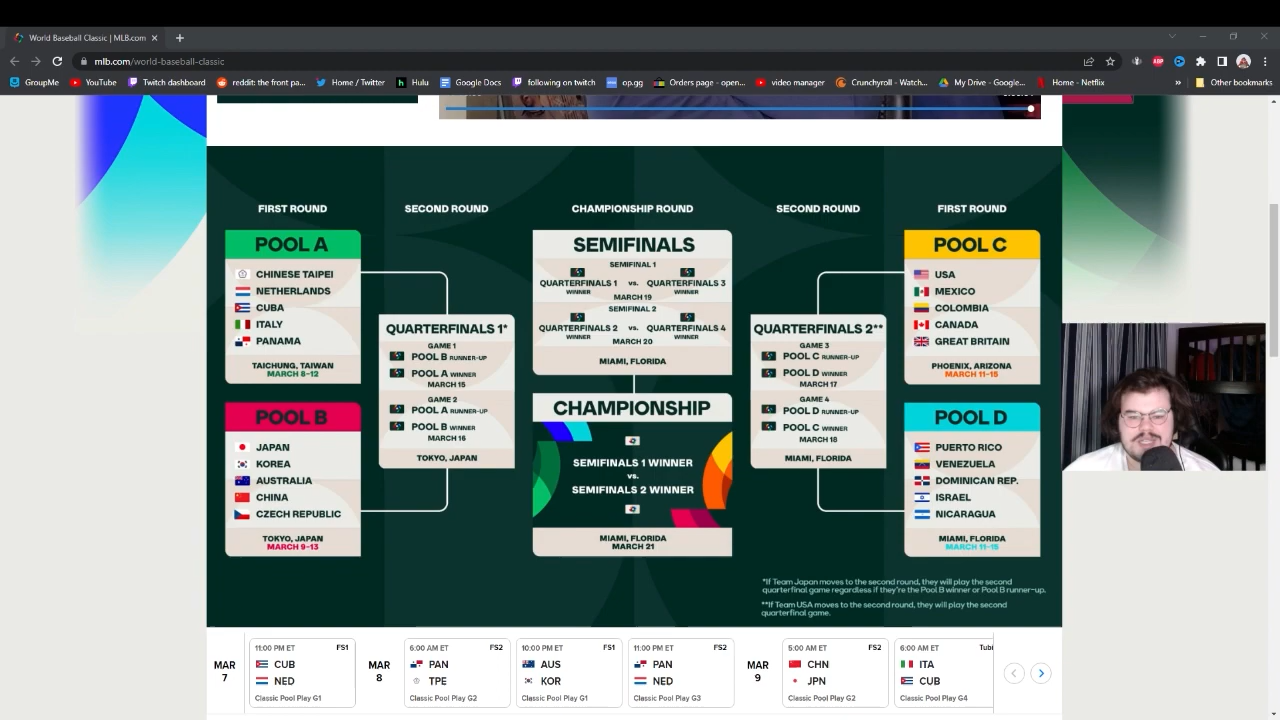 World Baseball Classic | MLB.com
mlb.com/world-baseball-classic
GroupMe
YouTube
Twitch dashboard
reddit: the front pa...
Home / Twitter
Hulu
Google Docs
following on twitch
op.gg
Orders page - open...
video manager
Crunchyroll - Watch...
My Drive - Google...
Netflix
»
Other bookmarks
FIRST ROUND
SECOND ROUND
CHAMPIONSHIP ROUND
SECOND ROUND
FIRST ROUND
POOL A
CHINESE TAIPEI
NETHERLANDS
CUBA
ITALY
PANAMA
TAICHUNG, TAIWAN
MARCH 8-12
POOL B
JAPAN
KOREA
AUSTRALIA
CHINA
CZECH REPUBLIC
TOKYO, JAPAN
MARCH 9-13
QUARTERFINALS 1*
GAME 1
POOL B RUNNER-UP
POOL A WINNER
MARCH 15
GAME 2
POOL A RUNNER-UP
POOL B WINNER
MARCH 16
TOKYO, JAPAN
SEMIFINALS
SEMIFINAL 1
QUARTERFINALS 1 vs. QUARTERFINALS 3
WINNER WINNER
MARCH 19
SEMIFINAL 2
QUARTERFINALS 2 vs. QUARTERFINALS 4
WINNER WINNER
MARCH 20
MIAMI, FLORIDA
CHAMPIONSHIP
SEMIFINALS 1 WINNER
vs.
SEMIFINALS 2 WINNER
MIAMI, FLORIDA
MARCH 21
QUARTERFINALS 2**
GAME 3
POOL C RUNNER-UP
POOL D WINNER
MARCH 17
GAME 4
POOL D RUNNER-UP
POOL C WINNER
MARCH 18
MIAMI, FLORIDA
POOL C
USA
MEXICO
COLOMBIA
CANADA
GREAT BRITAIN
PHOENIX, ARIZONA
MARCH 11-15
POOL D
PUERTO RICO
VENEZUELA
DOMINICAN REP.
ISRAEL
NICARAGUA
MIAMI, FLORIDA
MARCH 11-15
*If Team Japan moves to the second round, they will play the second
quarterfinal game regardless if they're the Pool B winner or Pool B runner-up.
**If Team USA moves to the second round, they will play the second
quarterfinal game.
MAR
7
11:00 PM ET FS1
CUB
NED
Classic Pool Play G1
MAR
8
6:00 AM ET FS2
PAN
TPE
Classic Pool Play G2
10:00 PM ET FS1
AUS
KOR
Classic Pool Play G1
11:00 PM ET FS2
PAN
NED
Classic Pool Play G3
MAR
9
5:00 AM ET FS2
CHN
JPN
Classic Pool Play G2
6:00 AM ET Tubi
ITA
CUB
Classic Pool Play G4